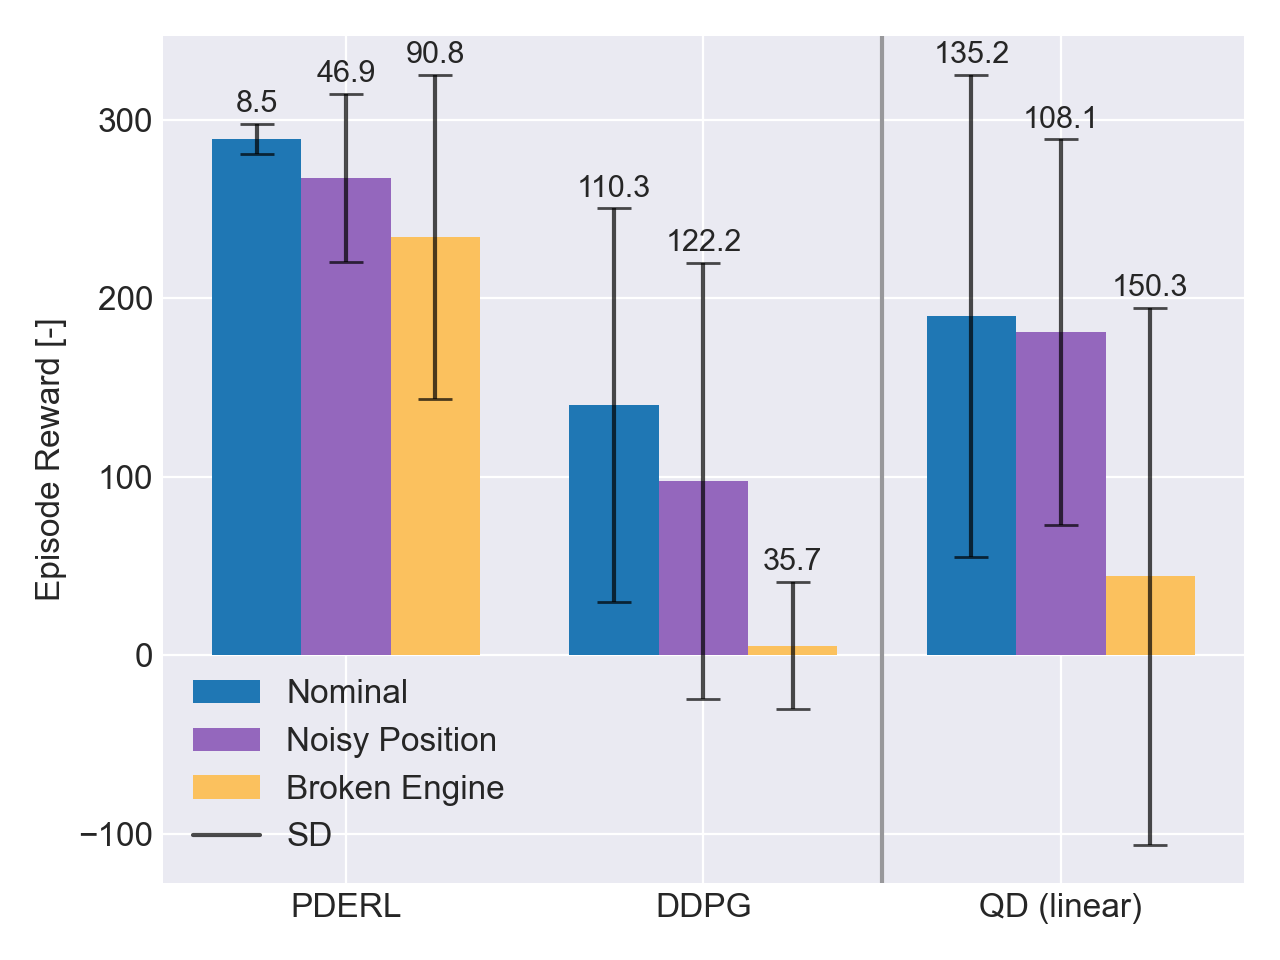 135.2
90.8
46.9
8.5
108.1
110.3
122.2
150.3
35.7
300
200
100
0
−100
Episode Reward [-]
Nominal
Noisy Position
Broken Engine
SD
PDERL
DDPG
QD (linear)